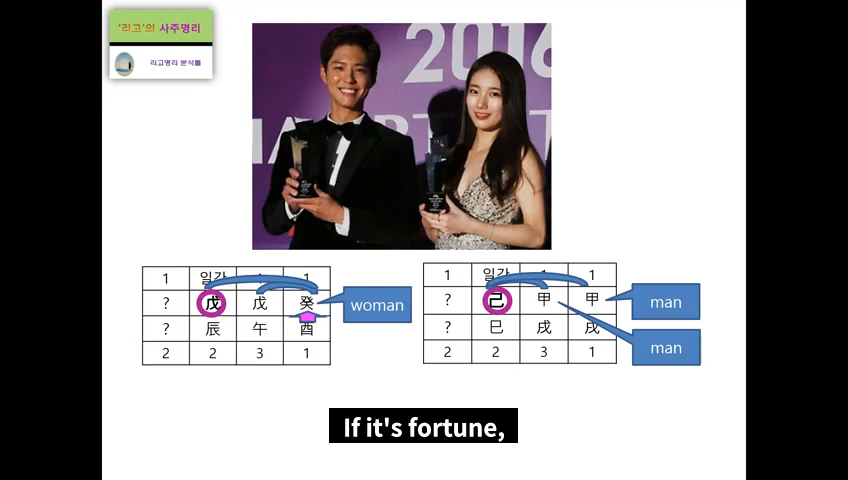 '리고'의 사주명리
리고명리 분석툴
2016
1 일간 1 1
? 戊 戊 癸
? 辰 午 酉
2 2 3 1
woman
1 일간 1 1
? 己 甲 甲
? 巳 戌 戌
2 2 3 1
man
man
If it's fortune,